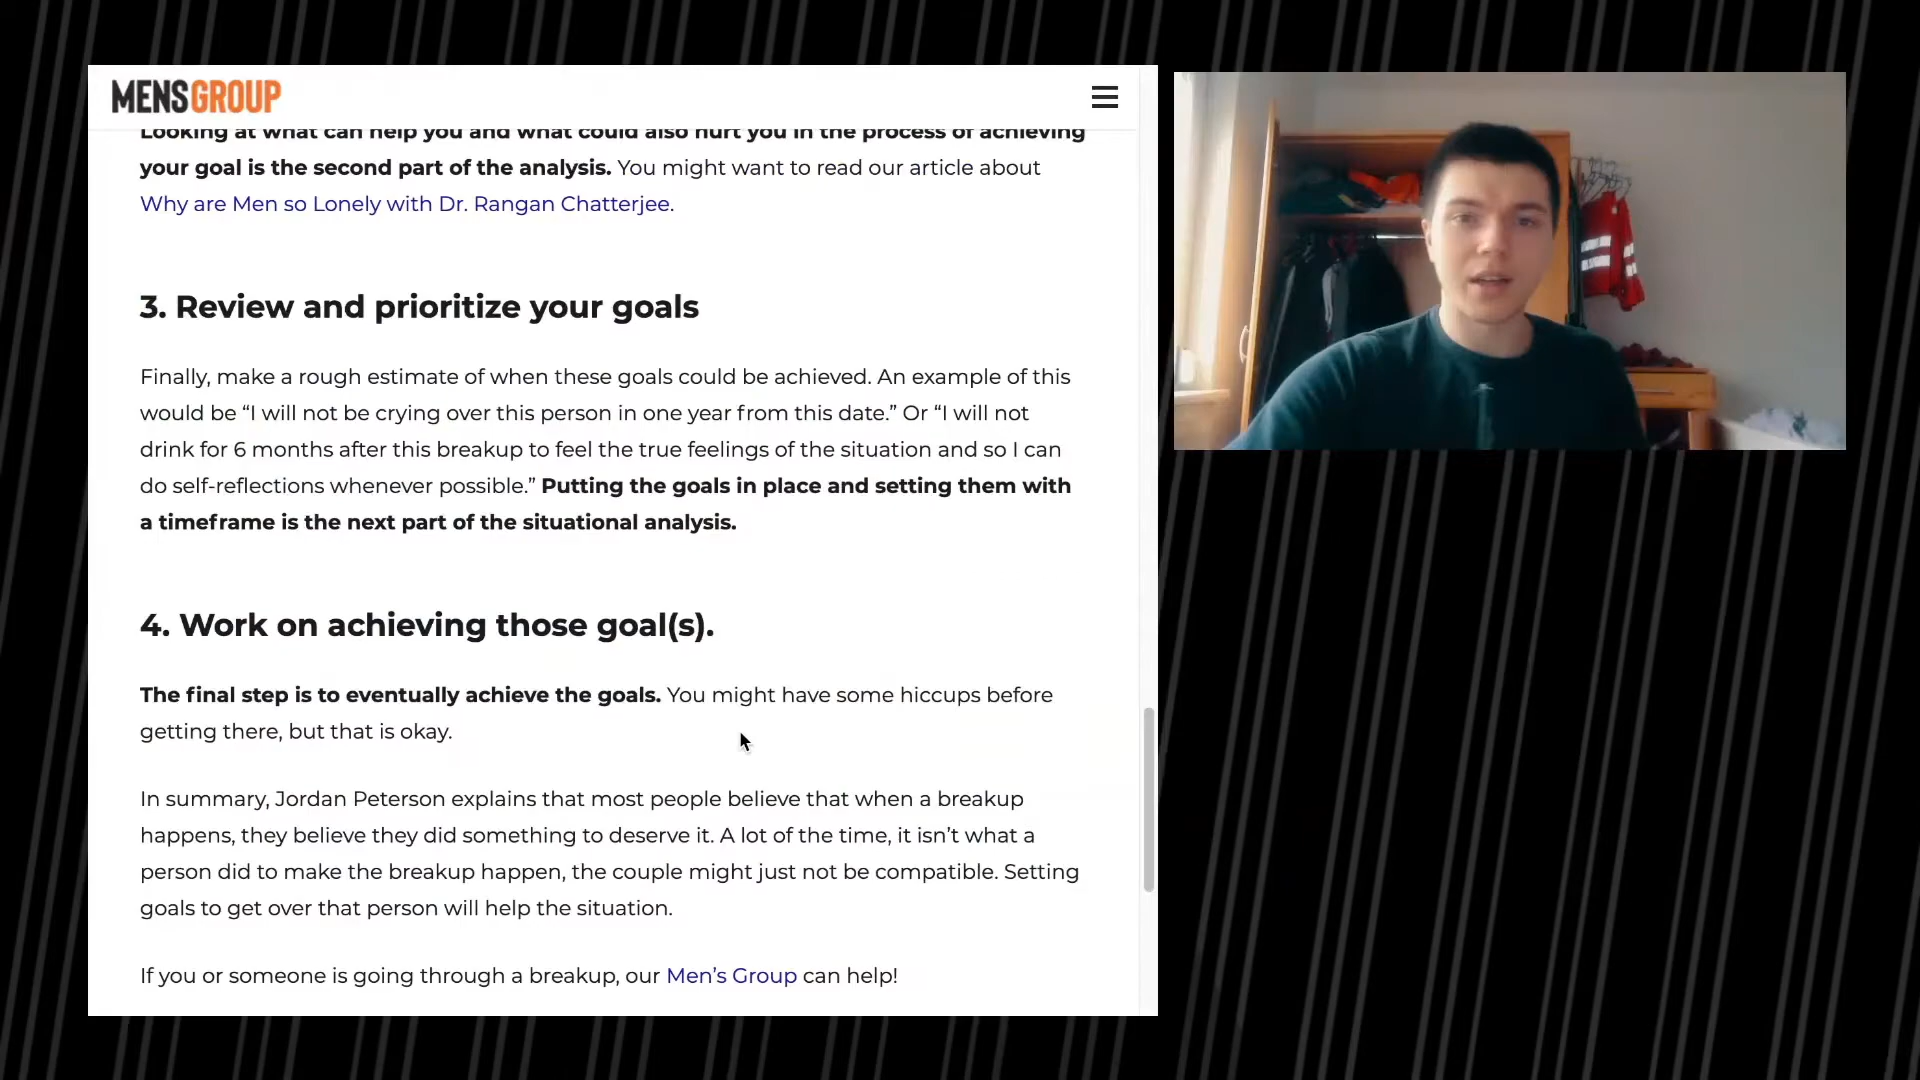 MENSGROUP
Looking at what can help you and what could also hurt you in the process of achieving
your goal is the second part of the analysis. You might want to read our article about
Why are Men so Lonely with Dr. Rangan Chatterjee.
3. Review and prioritize your goals
Finally, make a rough estimate of when these goals could be achieved. An example of this
would be “I will not be crying over this person in one year from this date.” Or “I will not
drink for 6 months after this breakup to feel the true feelings of the situation and so I can
do self-reflections whenever possible.” Putting the goals in place and setting them with
a timeframe is the next part of the situational analysis.
4. Work on achieving those goal(s).
The final step is to eventually achieve the goals. You might have some hiccups before
getting there, but that is okay.
In summary, Jordan Peterson explains that most people believe that when a breakup
happens, they believe they did something to deserve it. A lot of the time, it isn’t what a
person did to make the breakup happen, the couple might just not be compatible. Setting
goals to get over that person will help the situation.
If you or someone is going through a breakup, our Men’s Group can help!